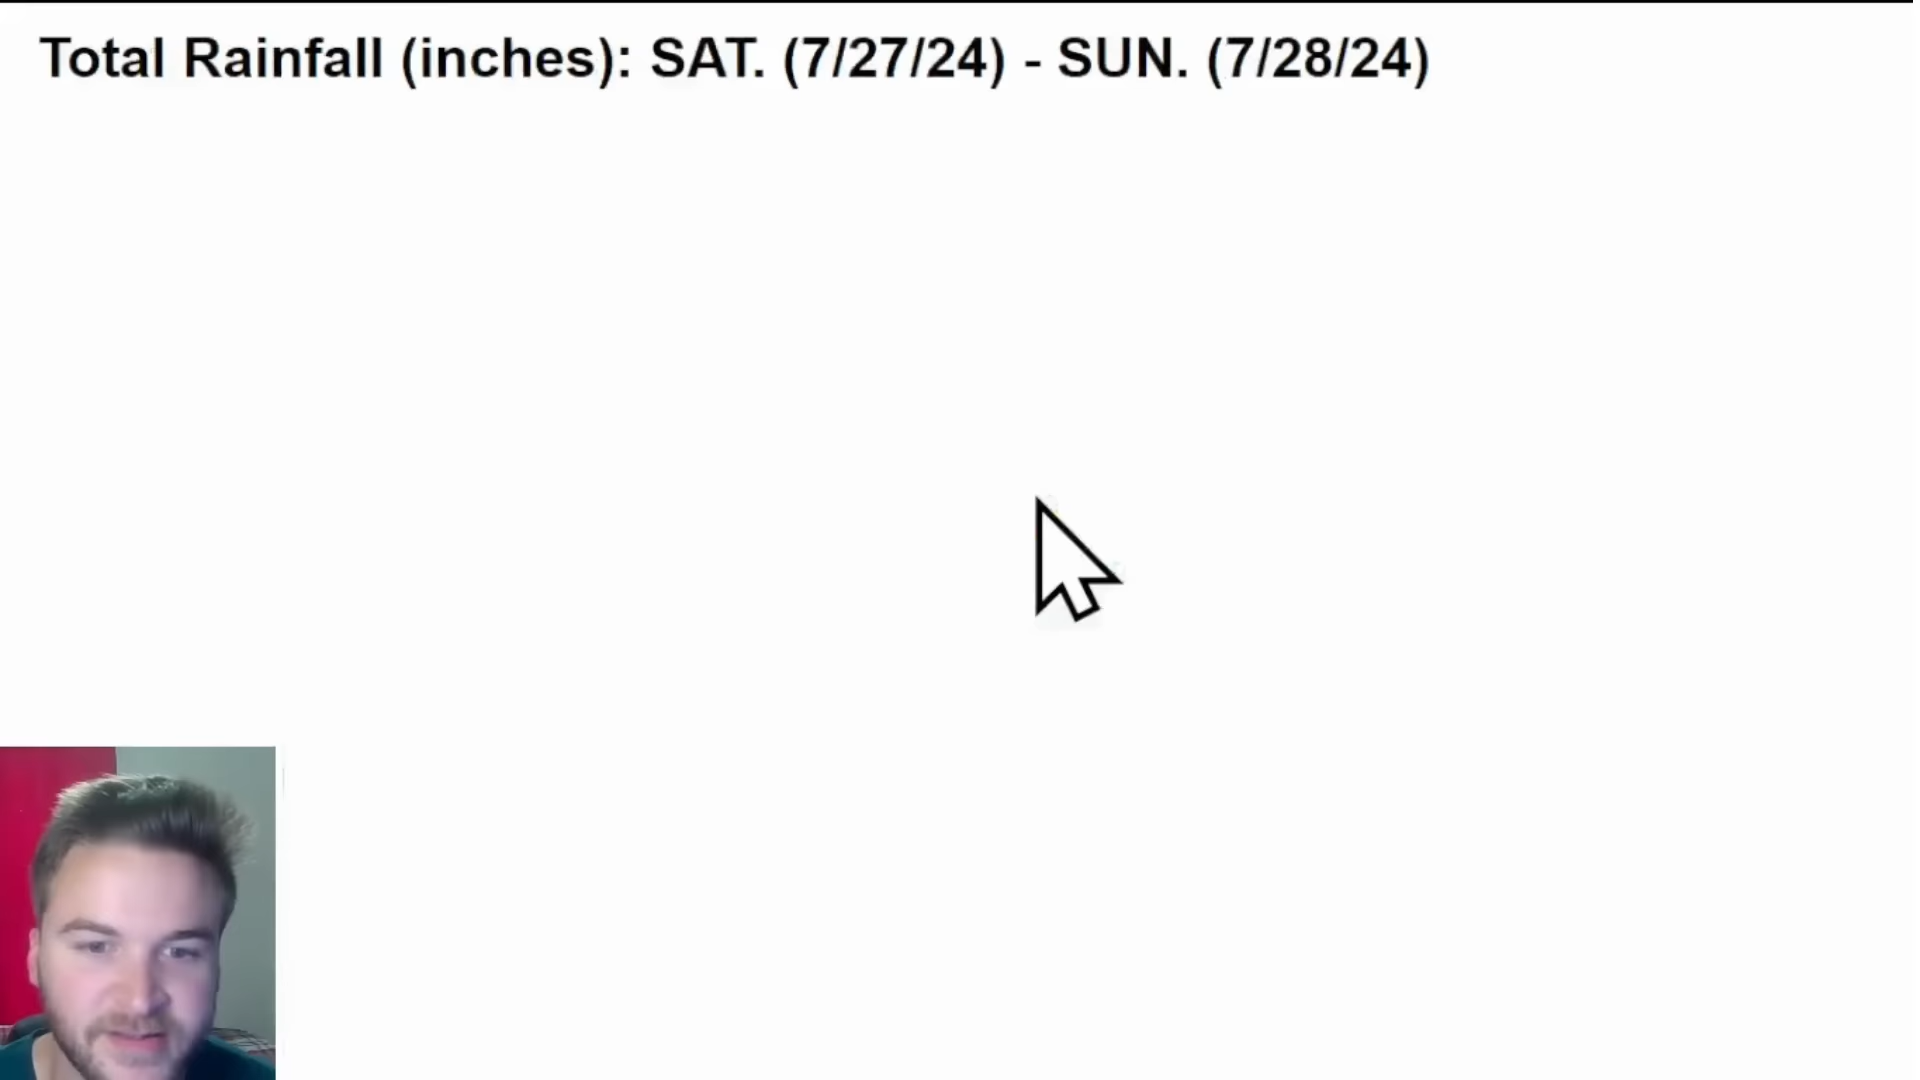 Total Rainfall (inches): SAT. (7/27/24) - SUN. (7/28/24)